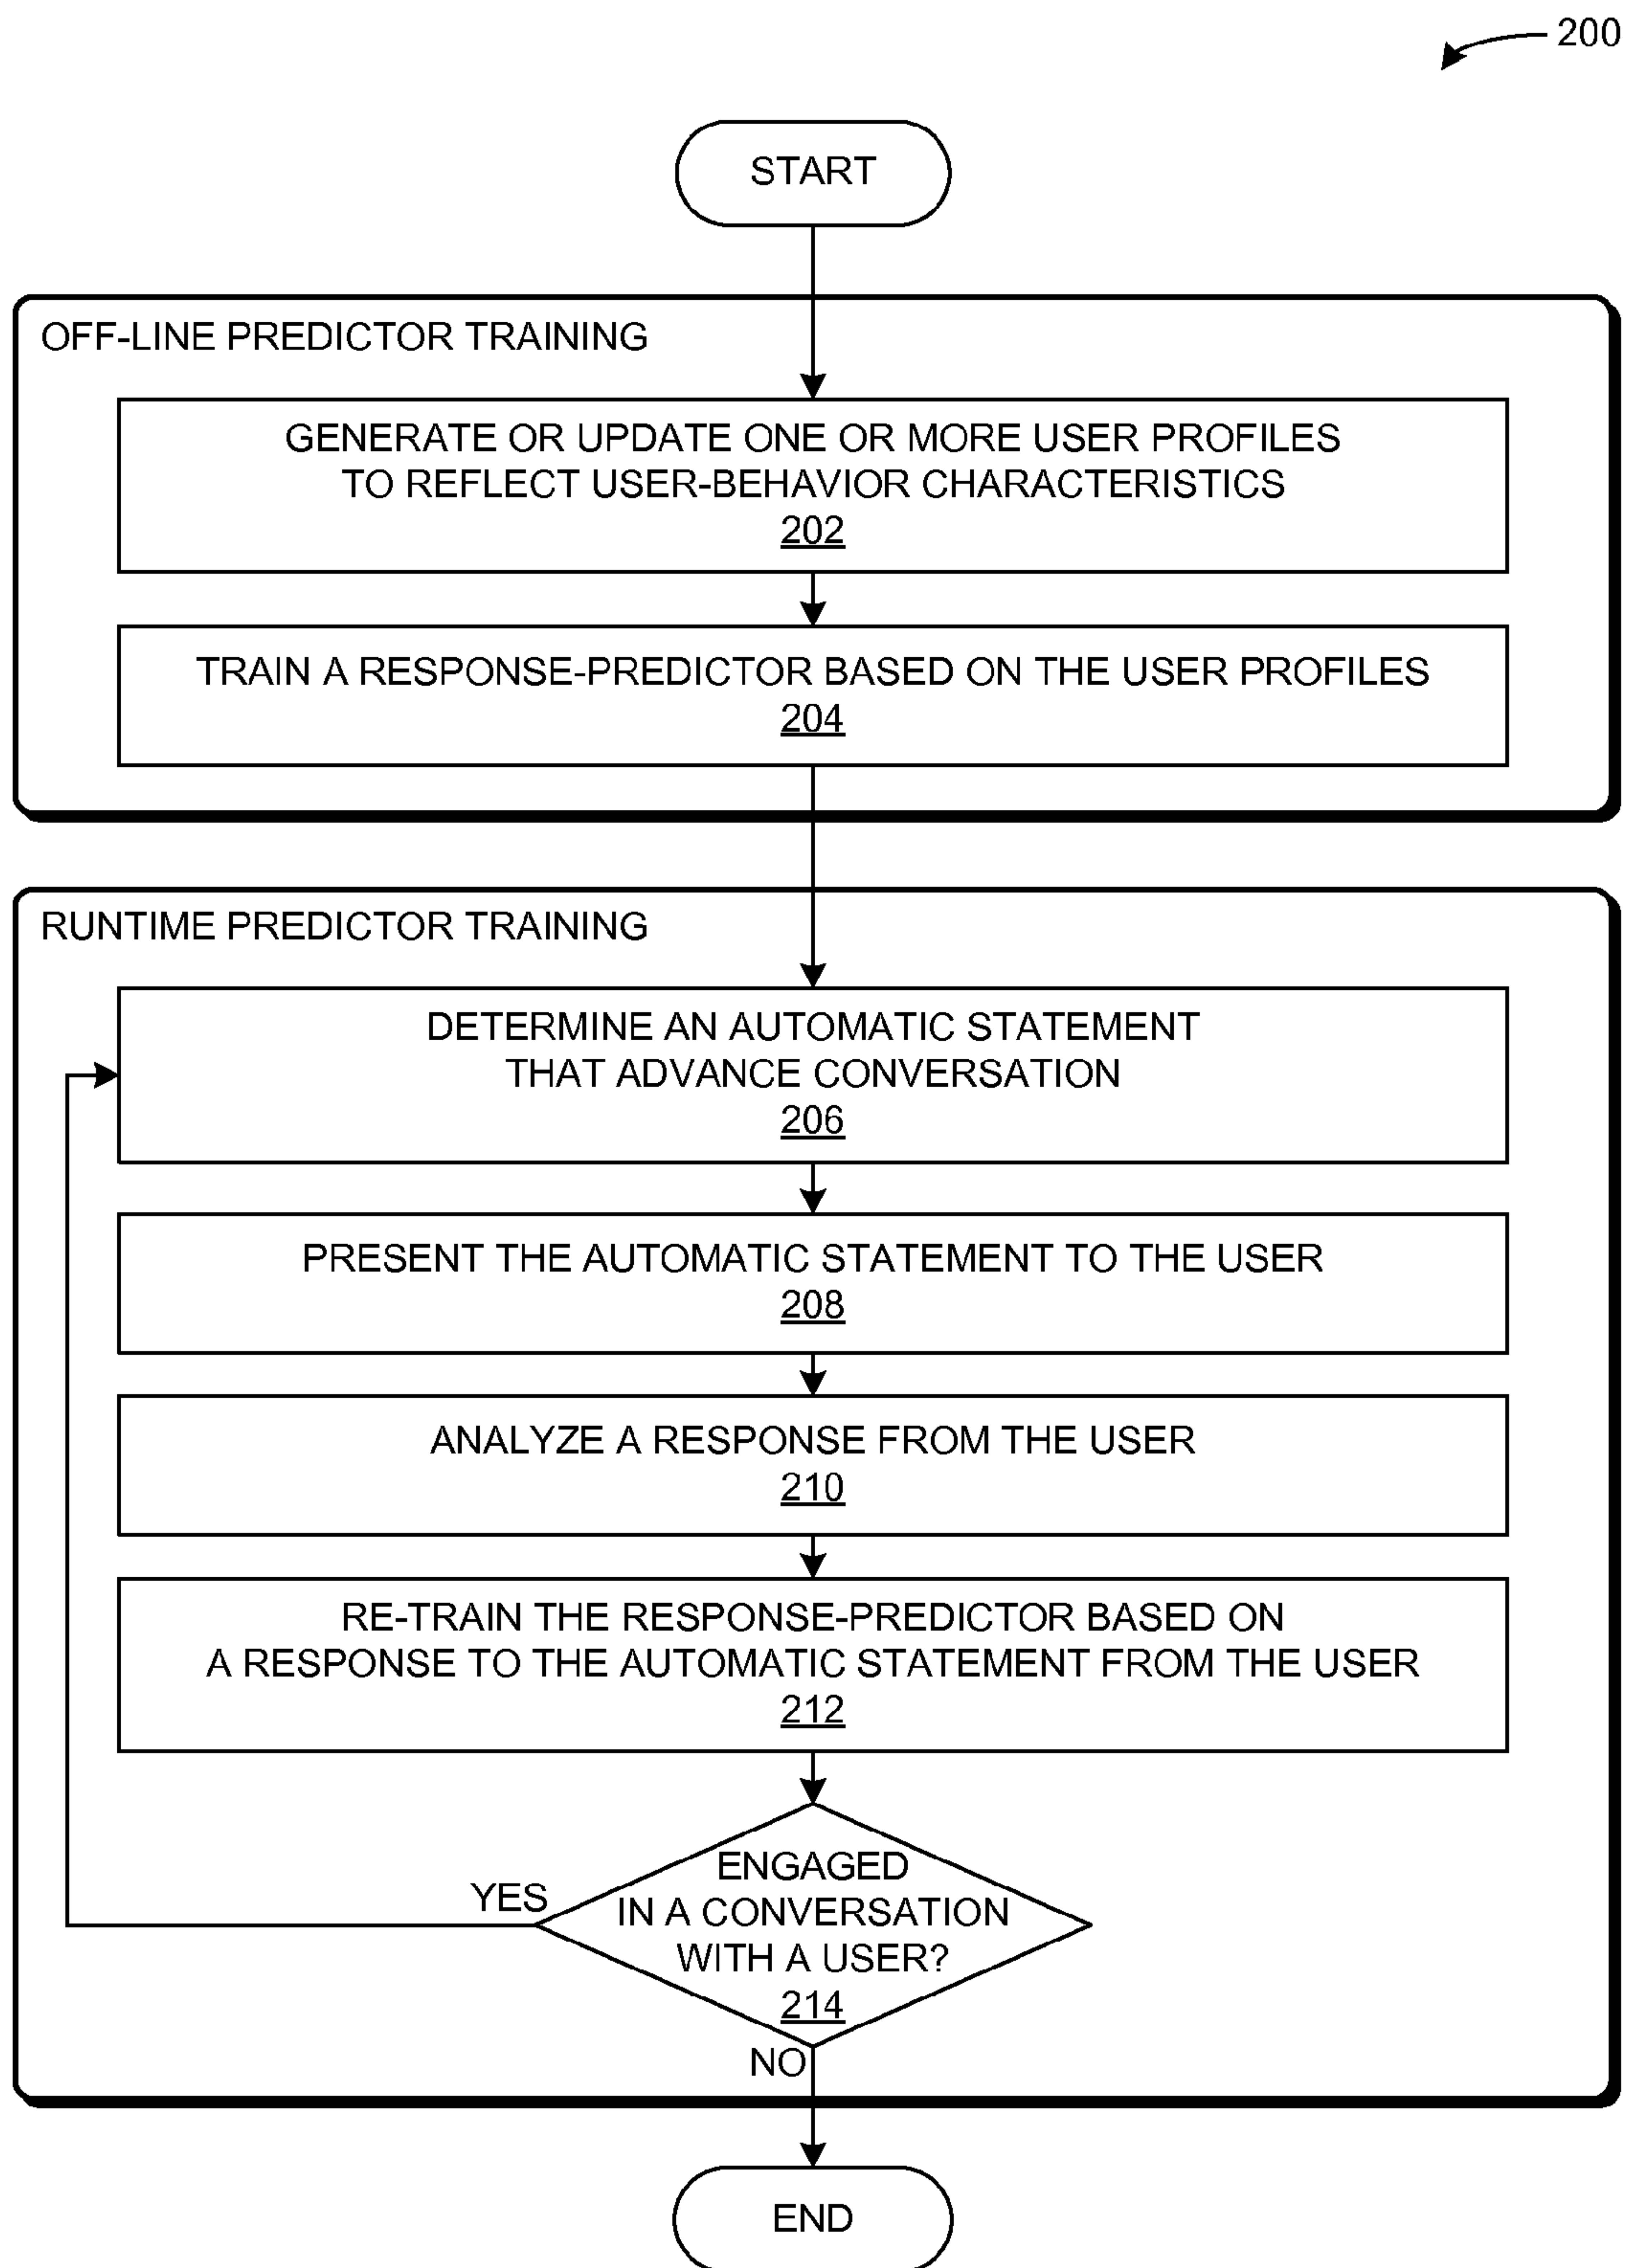 200
START
OFF-LINE PREDICTOR TRAINING
GENERATE OR UPDATE ONE OR MORE USER PROFILES
TO REFLECT USER-BEHAVIOR CHARACTERISTICS
202
TRAIN A RESPONSE-PREDICTOR BASED ON THE USER PROFILES
204
RUNTIME PREDICTOR TRAINING
DETERMINE AN AUTOMATIC STATEMENT
THAT ADVANCE CONVERSATION
206
PRESENT THE AUTOMATIC STATEMENT TO THE USER
208
ANALYZE A RESPONSE FROM THE USER
210
RE-TRAIN THE RESPONSE-PREDICTOR BASED ON
A RESPONSE TO THE AUTOMATIC STATEMENT FROM THE USER
212
ENGAGED
IN A CONVERSATION
WITH A USER?
214
YES
NO
END